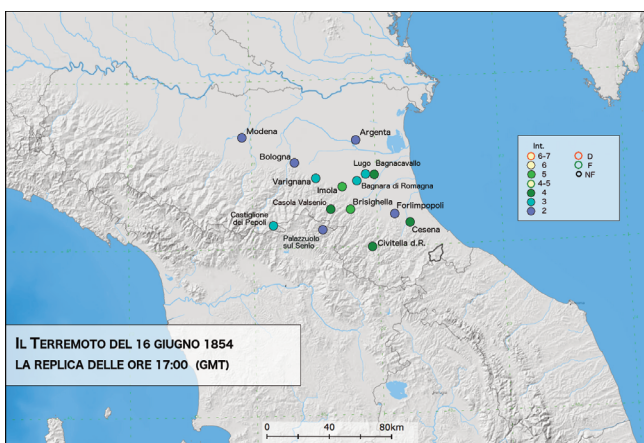 Modena
Argenta
Bologna
Lugo Bagnacavallo
Varignana
Imola
Bagnara di Romagna
Casola Valsenio
Brisighella
Forlimpopoli
Castiglione
dei Pepoli
Palazzuolo
sul Senio
Cesena
Civitella d.R.
Int.
6-7 D
6 F
5 NF
4-5
4
3
2
IL TERREMOTO DEL 16 GIUGNO 1854
LA REPLICA DELLE ORE 17:00 (GMT)
0 40 80km